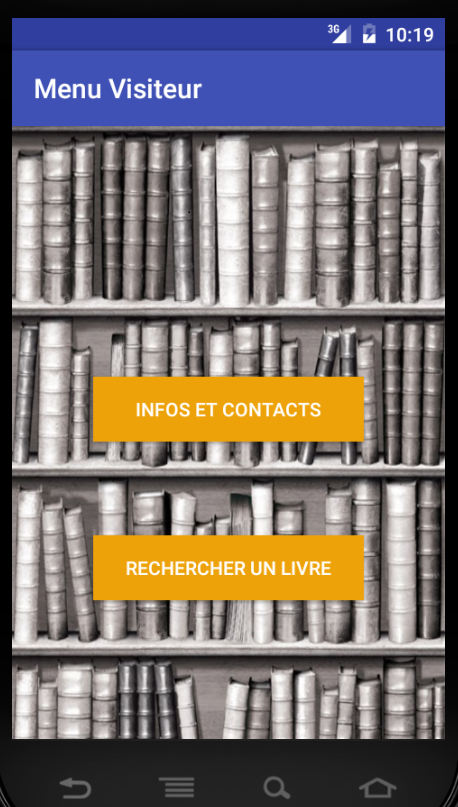 3G
10:19
Menu Visiteur
INFOS ET CONTACTS
RECHERCHER UN LIVRE